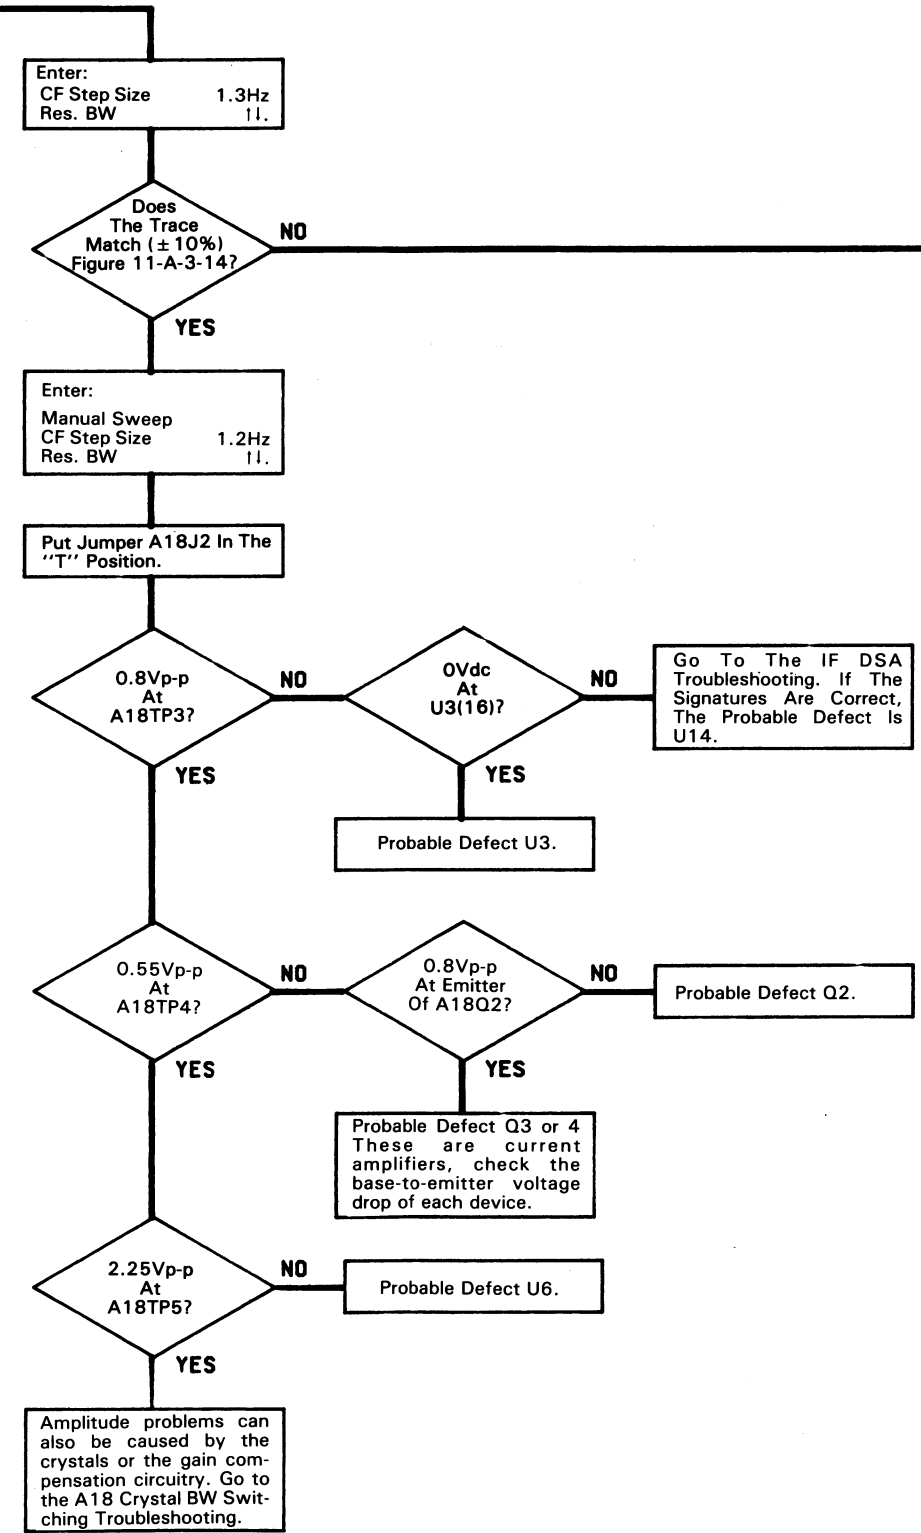 Enter:
CF Step Size 1.3Hz
Res. BW ↑↓.
Does
The Trace
Match (±10%)
Figure 11-A-3-14?
NO
YES
Enter:
Manual Sweep
CF Step Size 1.2Hz
Res. BW ↑↓.
Put Jumper A18J2 In The
"T" Position.
0.8Vp-p
At
A18TP3?
NO
YES
0Vdc
At
U3(16)?
NO
YES
Go To The IF DSA
Troubleshooting. If The
Signatures Are Correct,
The Probable Defect Is
U14.
Probable Defect U3.
0.55Vp-p
At
A18TP4?
NO
YES
0.8Vp-p
At Emitter
Of A18Q2?
NO
YES
Probable Defect Q2.
Probable Defect Q3 or 4
These are current
amplifiers, check the
base-to-emitter voltage
drop of each device.
2.25Vp-p
At
A18TP5?
NO
YES
Probable Defect U6.
Amplitude problems can
also be caused by the
crystals or the gain com-
pensation circuitry. Go to
the A18 Crystal BW Swit-
ching Troubleshooting.